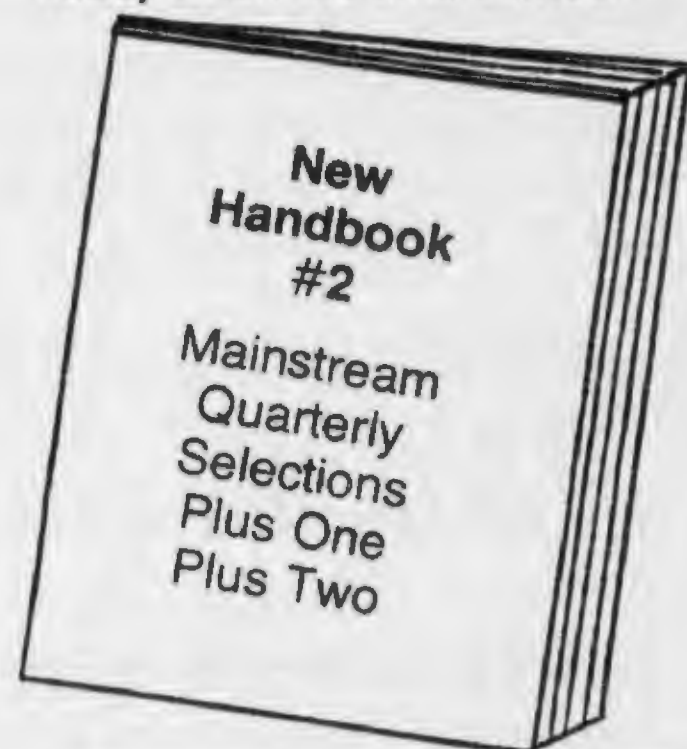 New
Handbook
#2
Mainstream
Quarterly
Selections
Plus One
Plus Two